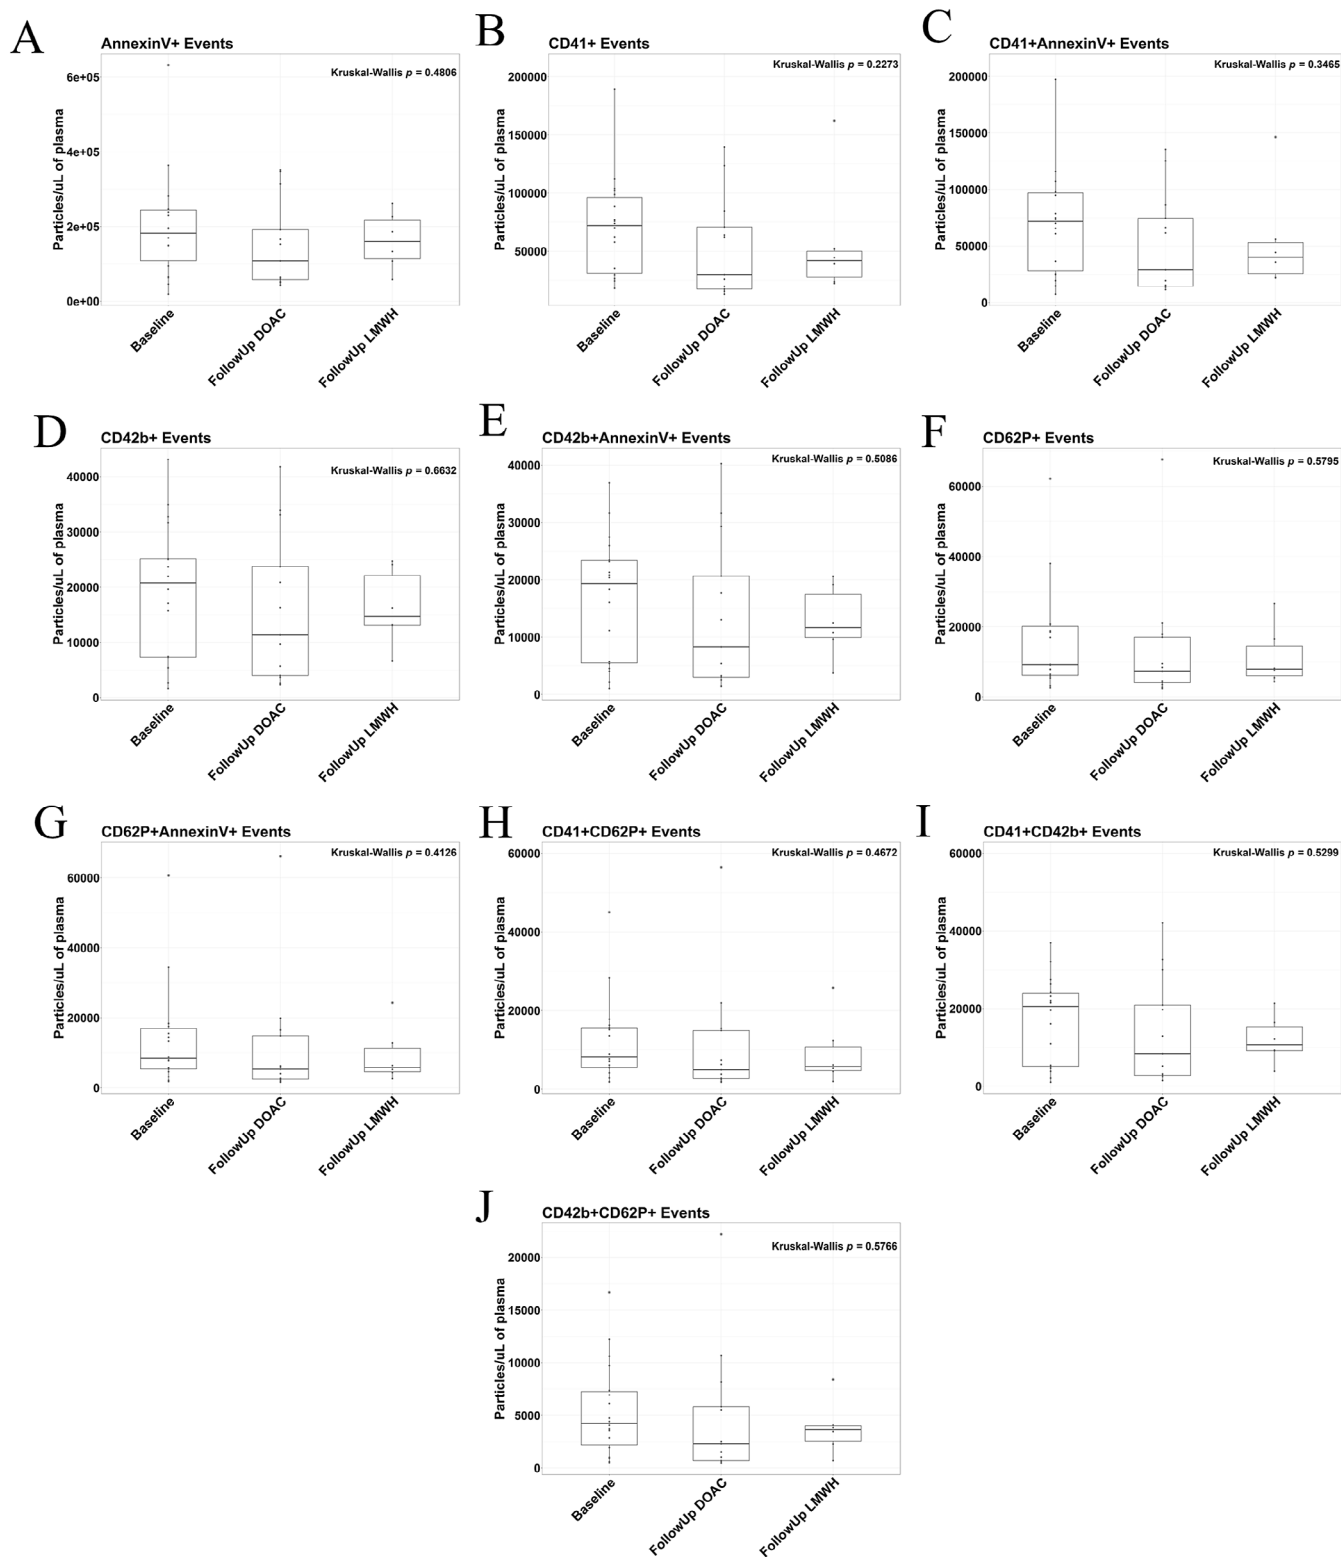 A
AnnexinV+ Events
Kruskal-Wallis p = 0.4806
Particles/uL of plasma
6e+05
4e+05
2e+05
0e+00
Baseline
FollowUp DOAC
FollowUp LMWH
B
CD41+ Events
Kruskal-Wallis p = 0.2273
Particles/uL of plasma
200000
150000
100000
50000
Baseline
FollowUp DOAC
FollowUp LMWH
C
CD41+AnnexinV+ Events
Kruskal-Wallis p = 0.3465
Particles/uL of plasma
200000
150000
100000
50000
0
Baseline
FollowUp DOAC
FollowUp LMWH
D
CD42b+ Events
Kruskal-Wallis p = 0.6632
Particles/uL of plasma
40000
30000
20000
10000
0
Baseline
FollowUp DOAC
FollowUp LMWH
E
CD42b+AnnexinV+ Events
Kruskal-Wallis p = 0.5086
Particles/uL of plasma
40000
30000
20000
10000
0
Baseline
FollowUp DOAC
FollowUp LMWH
F
CD62P+ Events
Kruskal-Wallis p = 0.5795
Particles/uL of plasma
60000
40000
20000
0
Baseline
FollowUp DOAC
FollowUp LMWH
G
CD62P+AnnexinV+ Events
Kruskal-Wallis p = 0.4126
Particles/uL of plasma
60000
40000
20000
0
Baseline
FollowUp DOAC
FollowUp LMWH
H
CD41+CD62P+ Events
Kruskal-Wallis p = 0.4672
Particles/uL of plasma
60000
40000
20000
0
Baseline
FollowUp DOAC
FollowUp LMWH
I
CD41+CD42b+ Events
Kruskal-Wallis p = 0.5299
Particles/uL of plasma
60000
40000
20000
0
Baseline
FollowUp DOAC
FollowUp LMWH
J
CD42b+CD62P+ Events
Kruskal-Wallis p = 0.5766
Particles/uL of plasma
20000
15000
10000
5000
0
Baseline
FollowUp DOAC
FollowUp LMWH